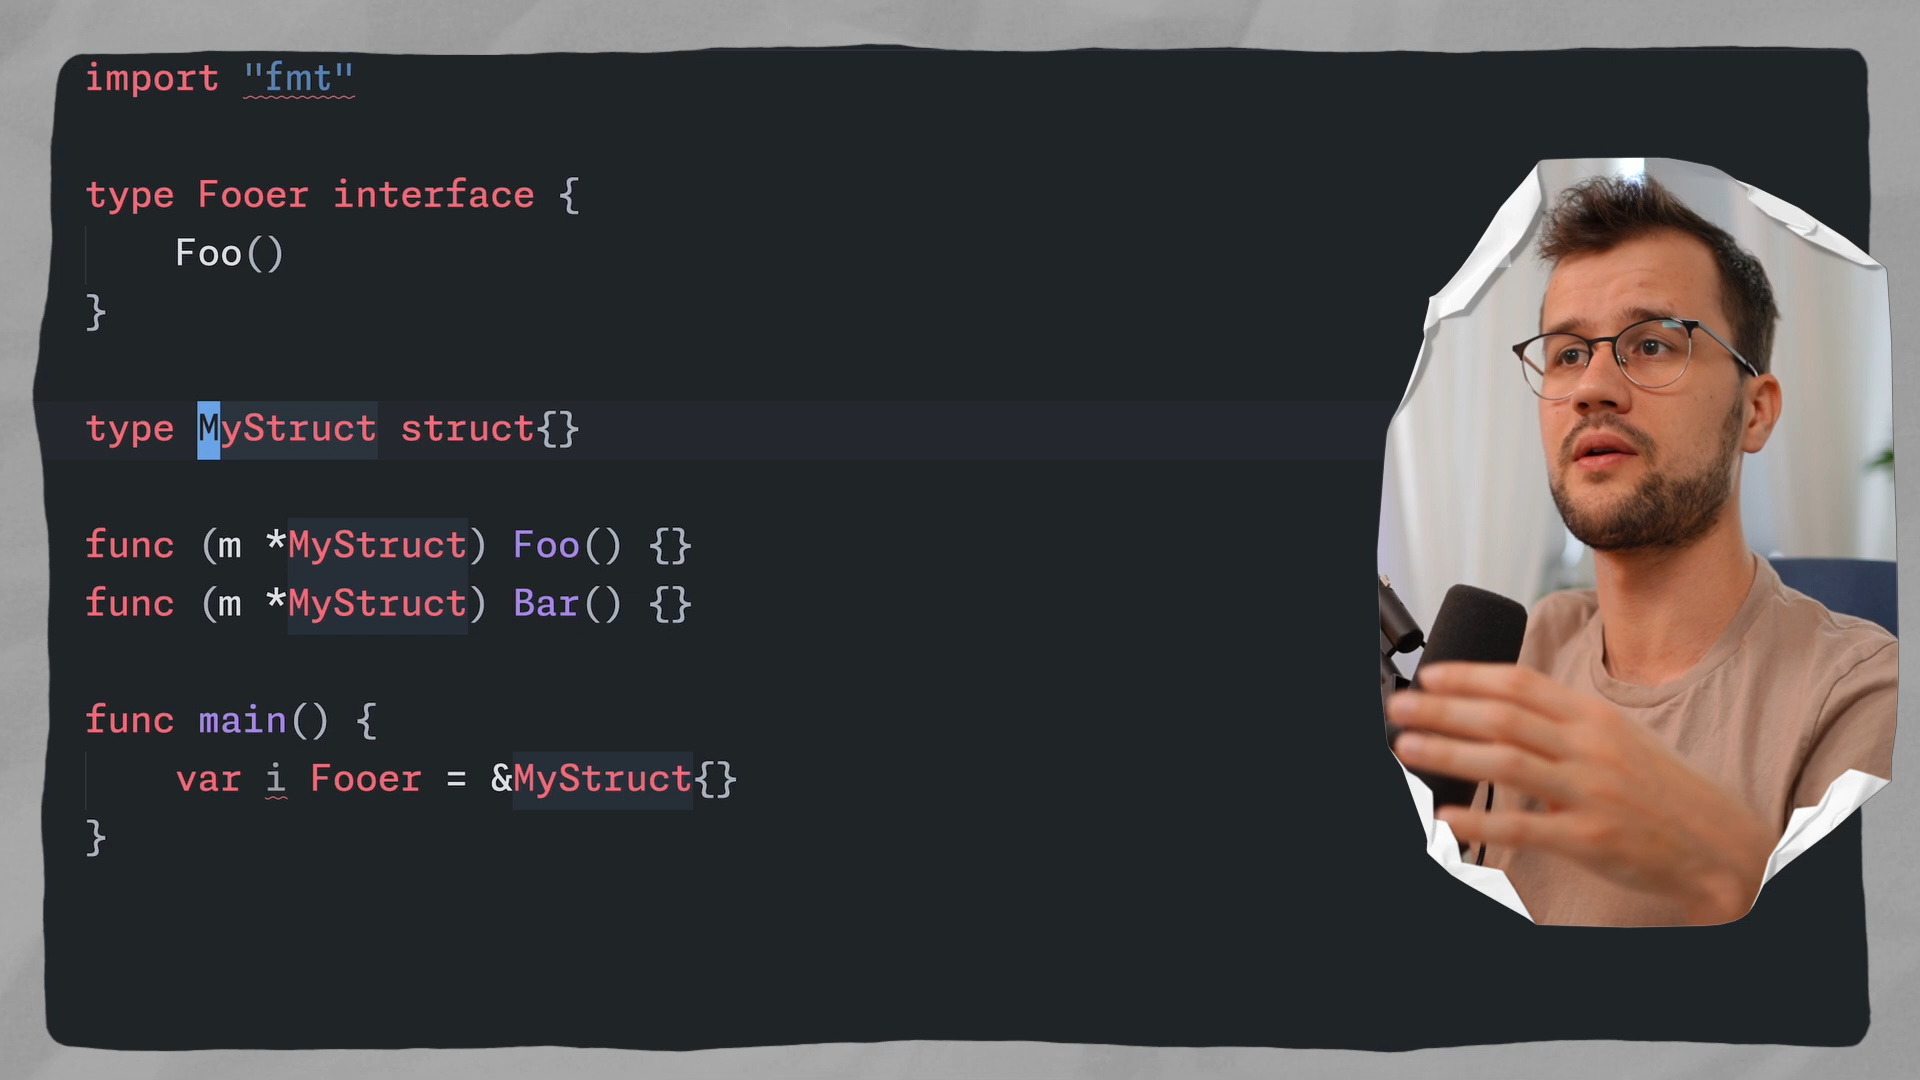 import "fmt"
type Fooer interface {
Foo()
}
type MyStruct struct{}
func (m *MyStruct) Foo() {}
func (m *MyStruct) Bar() {}
func main() {
var i Fooer = &MyStruct{}
}